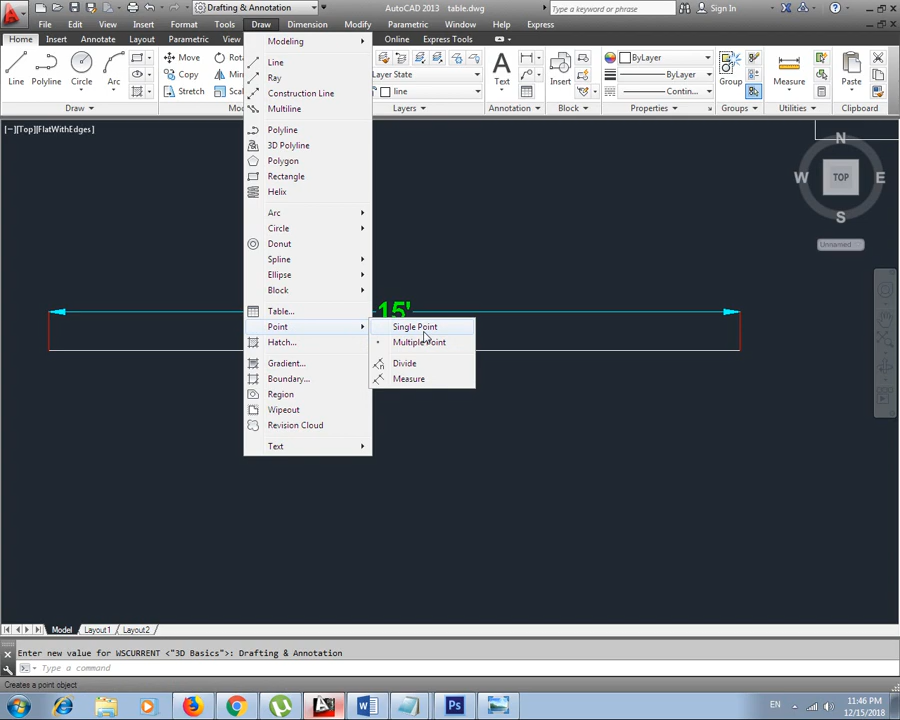 Drafting & Annotation
AutoCAD 2013 table.dwg
Type a keyword or phrase
Sign In
File Edit View Insert Format Tools Draw Dimension Modify Parametric Window Help Express
Home Insert Annotate Layout Parametric Online Express Tools
Line Polyline Circle Arc
Move
Copy
Stretch
Layer State
line
Text
Insert
ByLayer
ByLayer
Contin...
Group
Measure
Paste
Draw Layers Annotation Block Properties Groups Utilities Clipboard
[−][Top][FlatWithEdges]
Modeling
Line
Ray
Construction Line
Multiline
Polyline
3D Polyline
Polygon
Rectangle
Helix
Arc
Circle
Donut
Spline
Ellipse
Block
Table...
Point
Hatch...
Gradient...
Boundary...
Region
Wipeout
Revision Cloud
Text
Single Point
Multiple Point
Divide
Measure
15'
N
W TOP E
S
Unnamed
Model Layout1 Layout2
Enter new value for WSCURRENT <"3D Basics">: Drafting & Annotation
Type a command
Creates a point object
EN
11:46 PM
12/15/2018